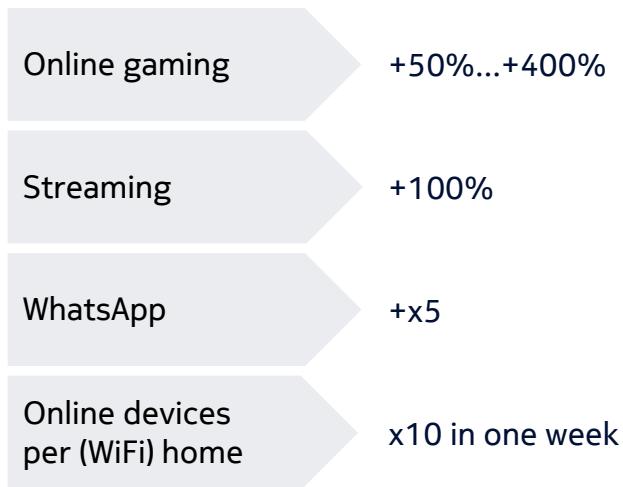 Online gaming
+50%...+400%
Streaming
+100%
WhatsApp
+x5
Online devices
per (WiFi) home
x10 in one week